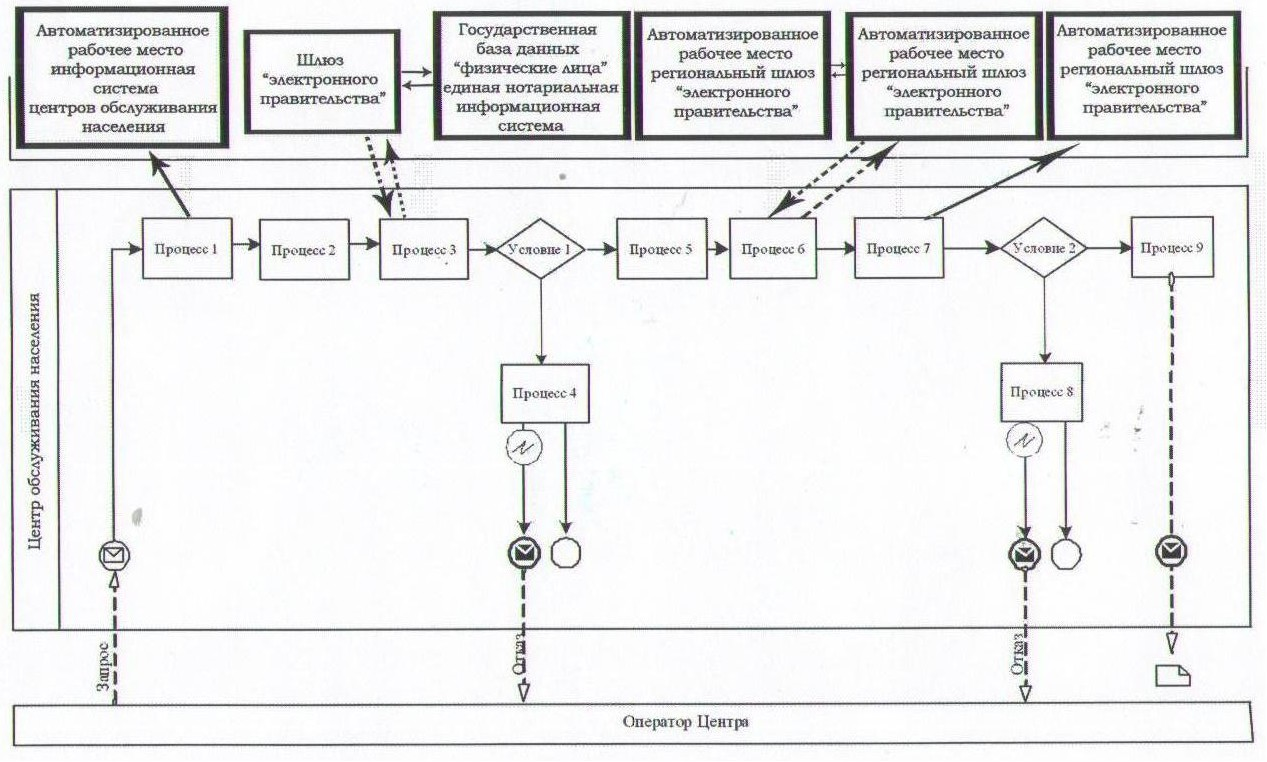 Автоматизированное
рабочее место
информационная
система
центров обслуживания
населения
Шлюз
“электронного
правительства”
Государственная
база данных
“физические лица”
единая нотариальная
информационная
система
Автоматизированное
рабочее место
региональный шлюз
“электронного
правительства”
Автоматизированное
рабочее место
региональный шлюз
“электронного
правительства”
Автоматизированное
рабочее место
региональный шлюз
“электронного
правительства”
Центр обслуживания населения
Процесс 1
Процесс 2
Процесс 3
Условие 1
Процесс 5
Процесс 6
Процесс 7
Условие 2
Процесс 9
Процесс 4
Процесс 8
Запрос
Отказ
Отказ
Оператор Центра